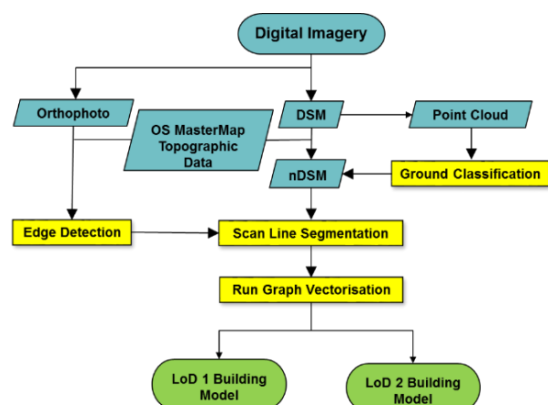 Digital Imagery
Orthophoto
OS MasterMap
Topographic
Data
DSM
Point Cloud
nDSM
Ground Classification
Edge Detection
Scan Line Segmentation
Run Graph Vectorisation
LoD 1 Building
Model
LoD 2 Building
Model